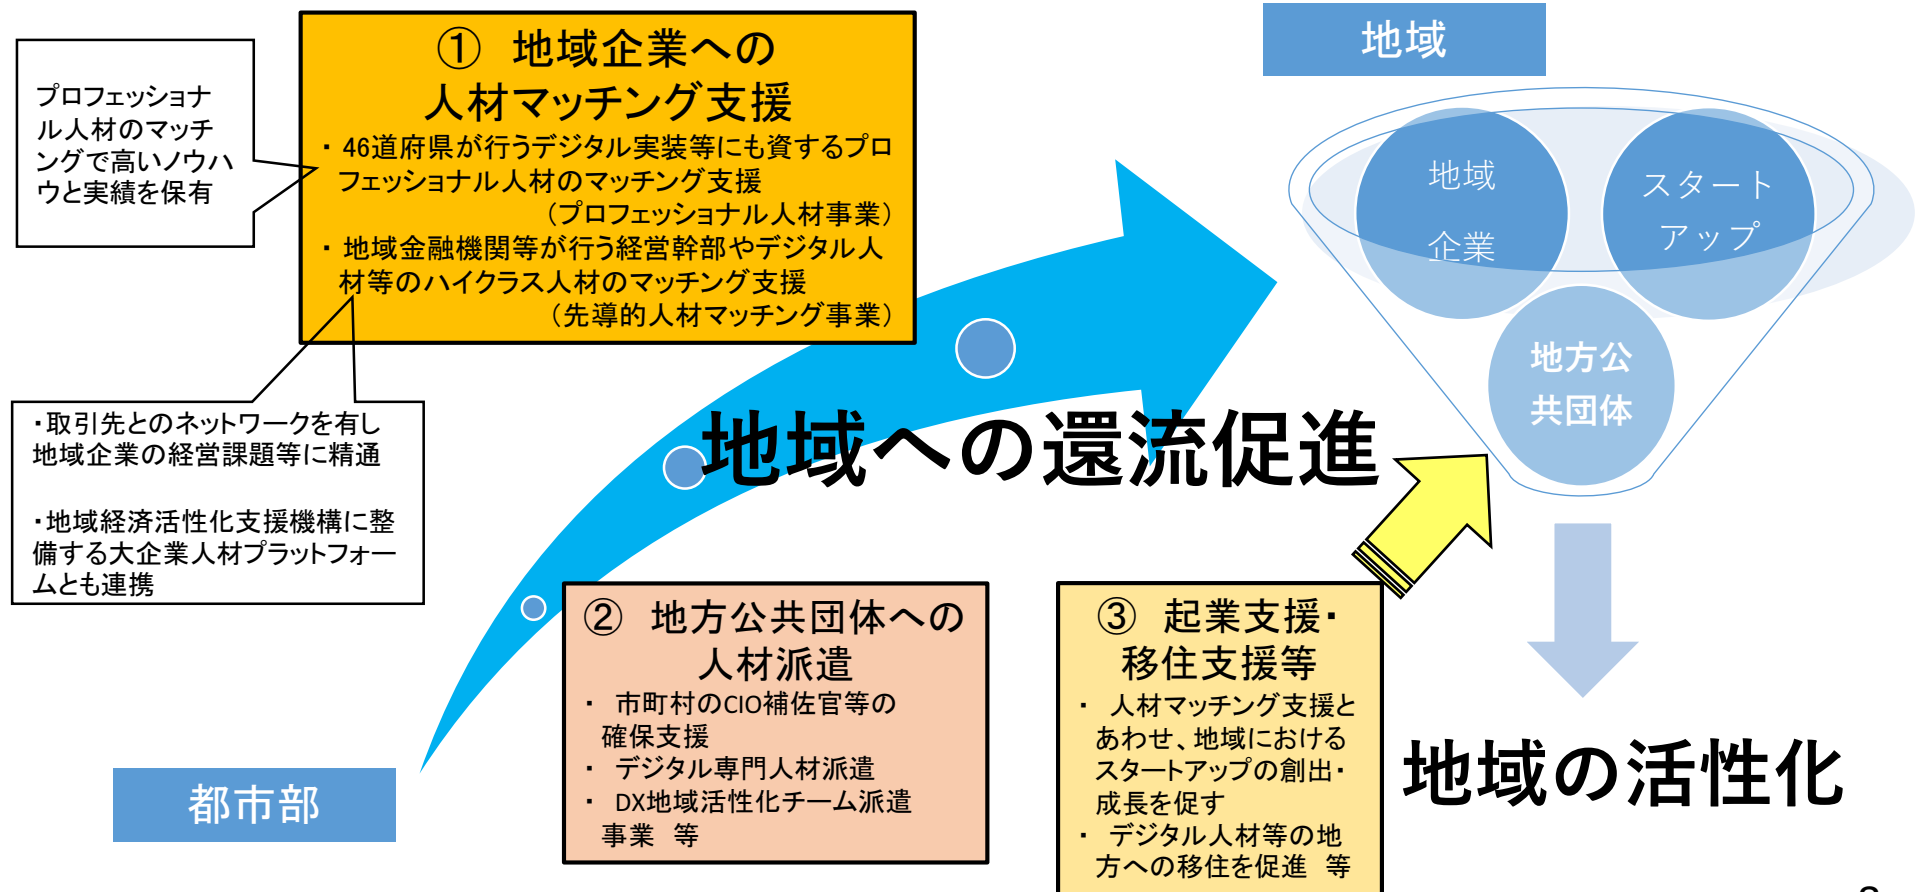 ① 地域企業への
人材マッチング支援
・ 46道府県が行うデジタル実装等にも資するプロ
フェッショナル人材のマッチング支援
（プロフェッショナル人材事業）
・ 地域金融機関等が行う経営幹部やデジタル人
材等のハイクラス人材のマッチング支援
（先導的人材マッチング事業）
プロフェッショナ
ル人材のマッチ
ングで高いノウハ
ウと実績を保有
・取引先とのネットワークを有し
地域企業の経営課題等に精通
・地域経済活性化支援機構に整
備する大企業人材プラットフォー
ムとも連携
地域
地域
企業
スタート
アップ
地方公
共団体
地域への還流促進
② 地方公共団体への
人材派遣
・ 市町村のCIO補佐官等の
確保支援
・ デジタル専門人材派遣
・ DX地域活性化チーム派遣
事業 等
③ 起業支援・
移住支援等
・ 人材マッチング支援と
あわせ、地域における
スタートアップの創出・
成長を促す
・ デジタル人材等の地
方への移住を促進 等
都市部
地域の活性化